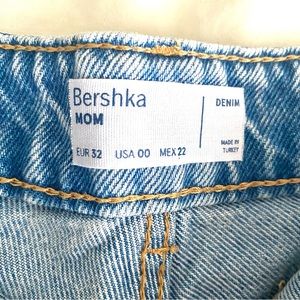 Bershka
MOM
DENIM
EUR 32 USA 00 MEX 22
MADE IN
TURKEY